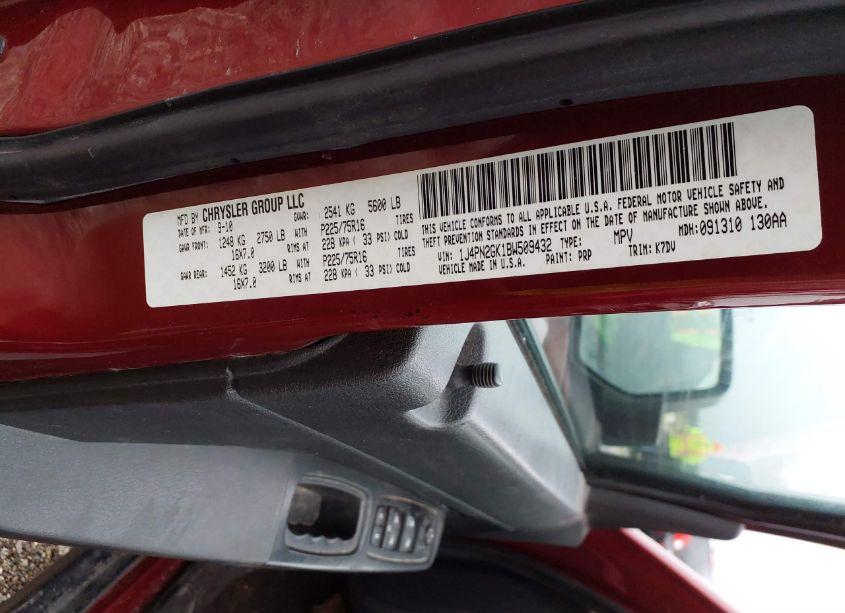 MFD BY CHRYSLER GROUP LLC
DATE OF MFR: 9-10 GVWR: 2541 KG 5600 LB
GAWR FRONT: 1248 KG 2750 LB WITH P225/75R16 TIRES
16X7.0 RIMS AT 228 KPA ( 33 PSI) COLD
GAWR REAR: 1452 KG 3200 LB WITH P225/75R16 TIRES
16X7.0 RIMS AT 228 KPA ( 33 PSI) COLD
THIS VEHICLE CONFORMS TO ALL APPLICABLE U.S.A. FEDERAL MOTOR VEHICLE SAFETY AND
THEFT PREVENTION STANDARDS IN EFFECT ON THE DATE OF MANUFACTURE SHOWN ABOVE.
VIN: 1J4PN2GK1BW509432 TYPE: MPV MDH: 091310 130AA
VEHICLE MADE IN U.S.A. PAINT: PRP TRIM: K7DV